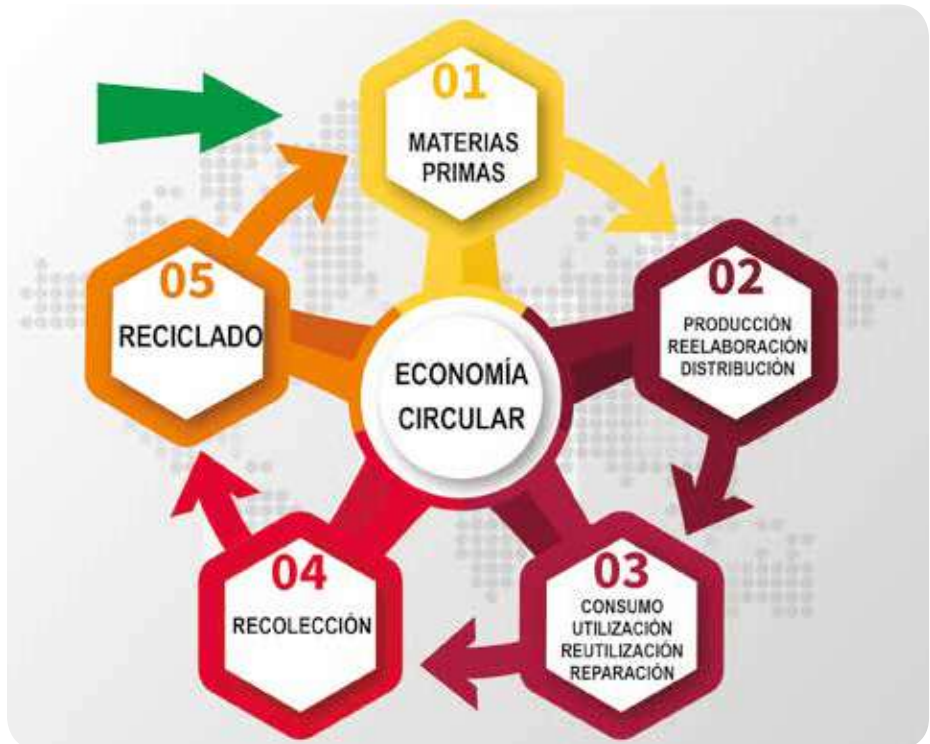 01
MATERIAS
PRIMAS
02
PRODUCCIÓN
REELABORACIÓN
DISTRIBUCIÓN
03
CONSUMO
UTILIZACIÓN
REUTILIZACIÓN
REPARACIÓN
04
RECOLECCIÓN
05
RECICLADO
ECONOMÍA
CIRCULAR